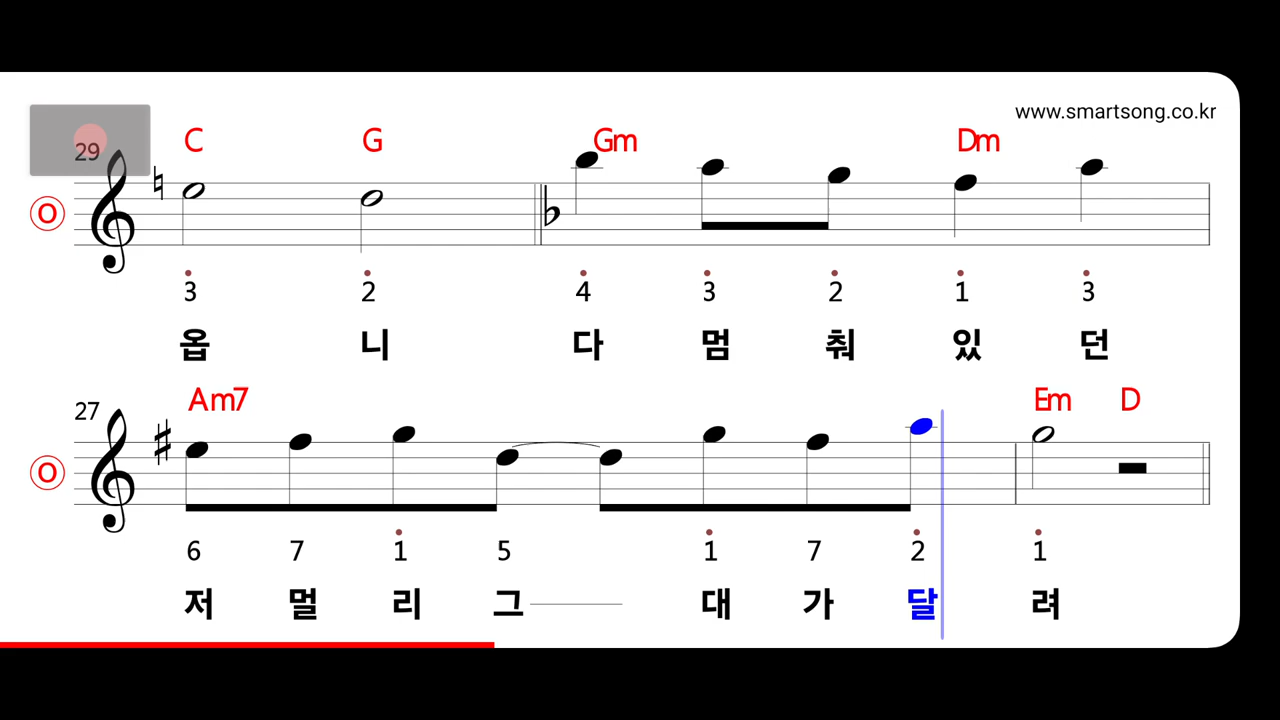 www.smartsong.co.kr
29 C G Gm Dm
O
3 2 4 3 2 1 3
옵 니 다 멈 춰 있 던
27 Am7 Em D
O
6 7 1 5 1 7 2 1
저 멀 리 그 대 가 달 려